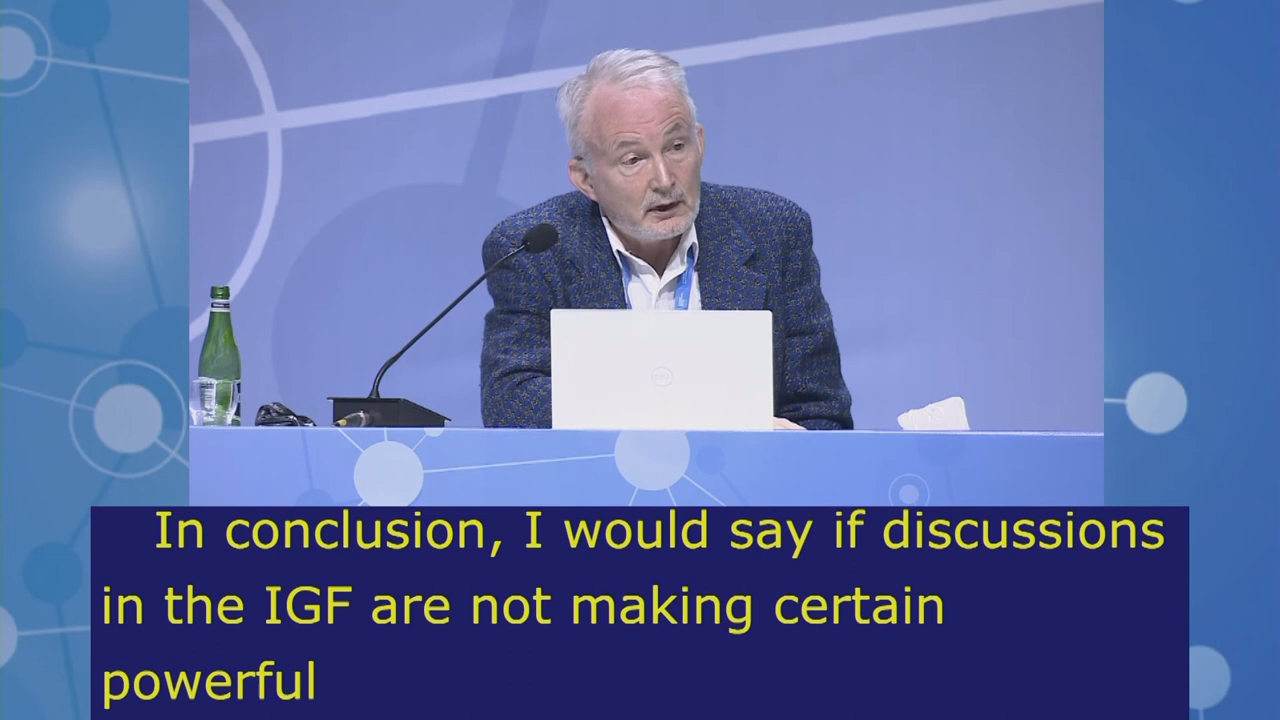 In conclusion, I would say if discussions
in the IGF are not making certain
powerful